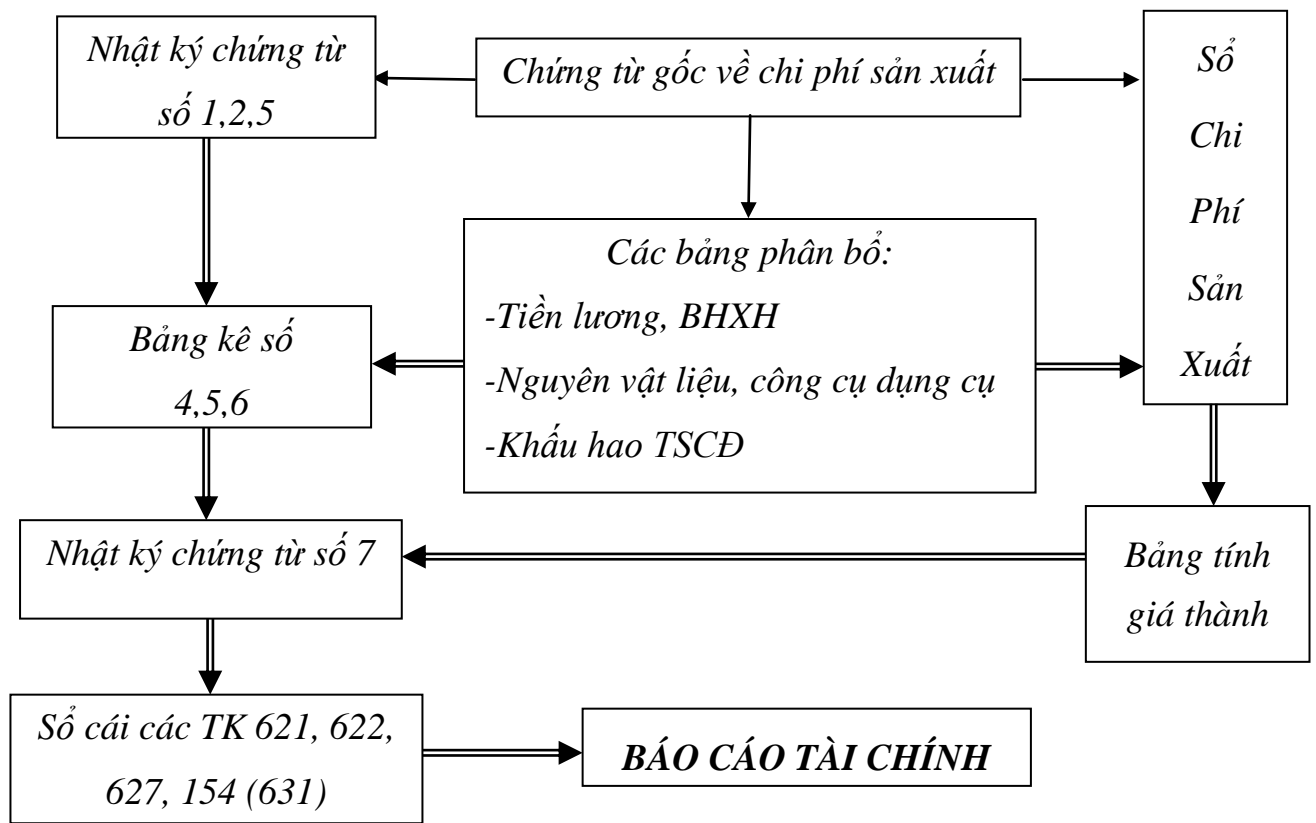 Nhật ký chứng từ
số 1,2,5
Chứng từ gốc về chi phí sản xuất
Sổ
Chi
Phí
Sản
Xuất
Các bảng phân bổ:
-Tiền lương, BHXH
-Nguyên vật liệu, công cụ dụng cụ
-Khấu hao TSCĐ
Bảng kê số
4,5,6
Nhật ký chứng từ số 7
Bảng tính
giá thành
Sổ cái các TK 621, 622,
627, 154 (631)
BÁO CÁO TÀI CHÍNH